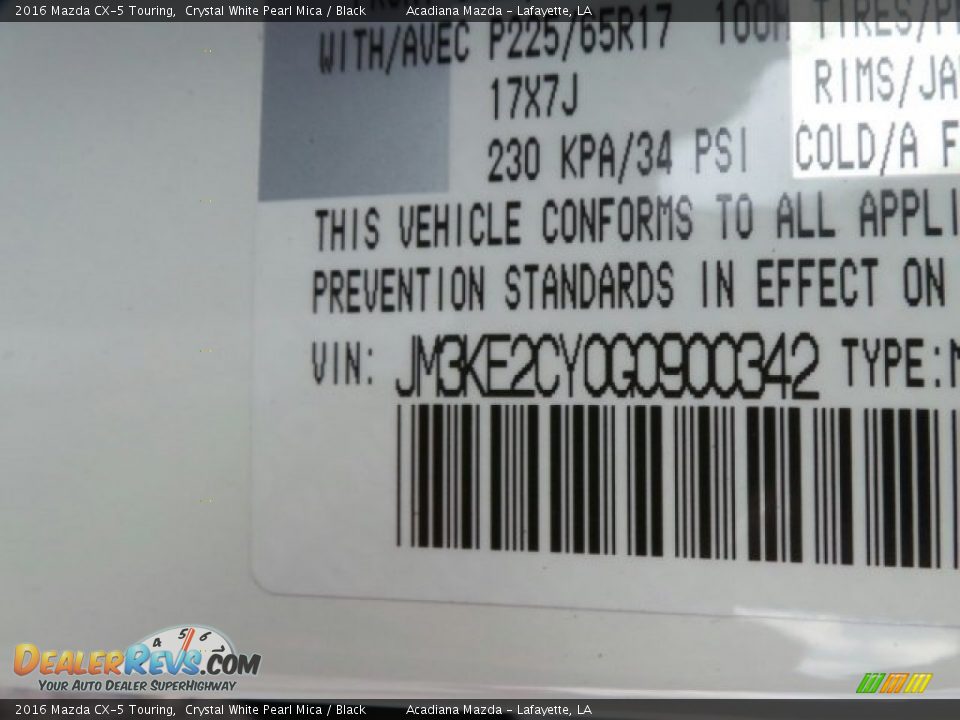 2016 Mazda CX-5 Touring, Crystal White Pearl Mica / Black Acadiana Mazda - Lafayette, LA
WITH/AVEC P225/65R17 100H TIRES/P
17X7J RIMS/JA
230 KPA/34 PSI COLD/A F
THIS VEHICLE CONFORMS TO ALL APPLI
PREVENTION STANDARDS IN EFFECT ON
VIN: JM3KE2CY0G0900342 TYPE:M
4 5 6
DEALERREVS.COM
YOUR AUTO DEALER SUPERHIGHWAY
2016 Mazda CX-5 Touring, Crystal White Pearl Mica / Black Acadiana Mazda - Lafayette, LA